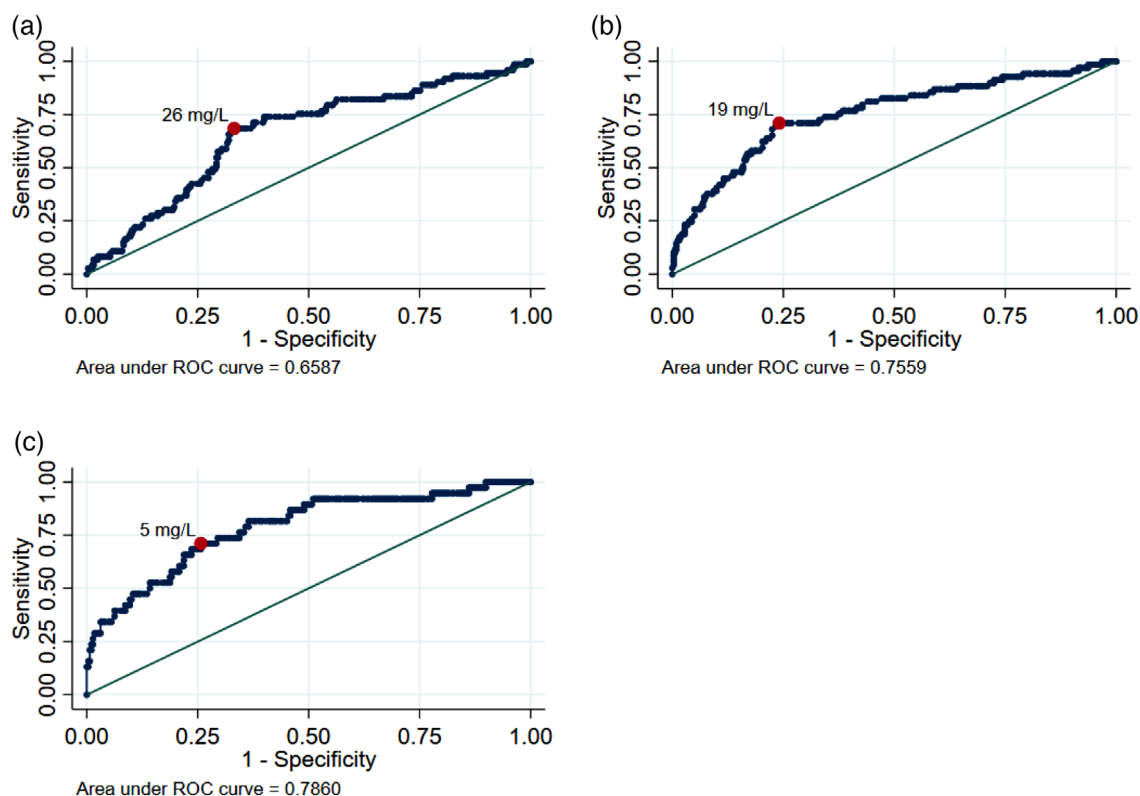 (a)
1.00
0.75
0.50
0.25
0.00
Sensitivity
26 mg/L
0.00 0.25 0.50 0.75 1.00
1 - Specificity
Area under ROC curve = 0.6587
(b)
1.00
0.75
0.50
0.25
0.00
Sensitivity
19 mg/L
0.00 0.25 0.50 0.75 1.00
1 - Specificity
Area under ROC curve = 0.7559
(c)
1.00
0.75
0.50
0.25
0.00
Sensitivity
5 mg/L
0.00 0.25 0.50 0.75 1.00
1 - Specificity
Area under ROC curve = 0.7860